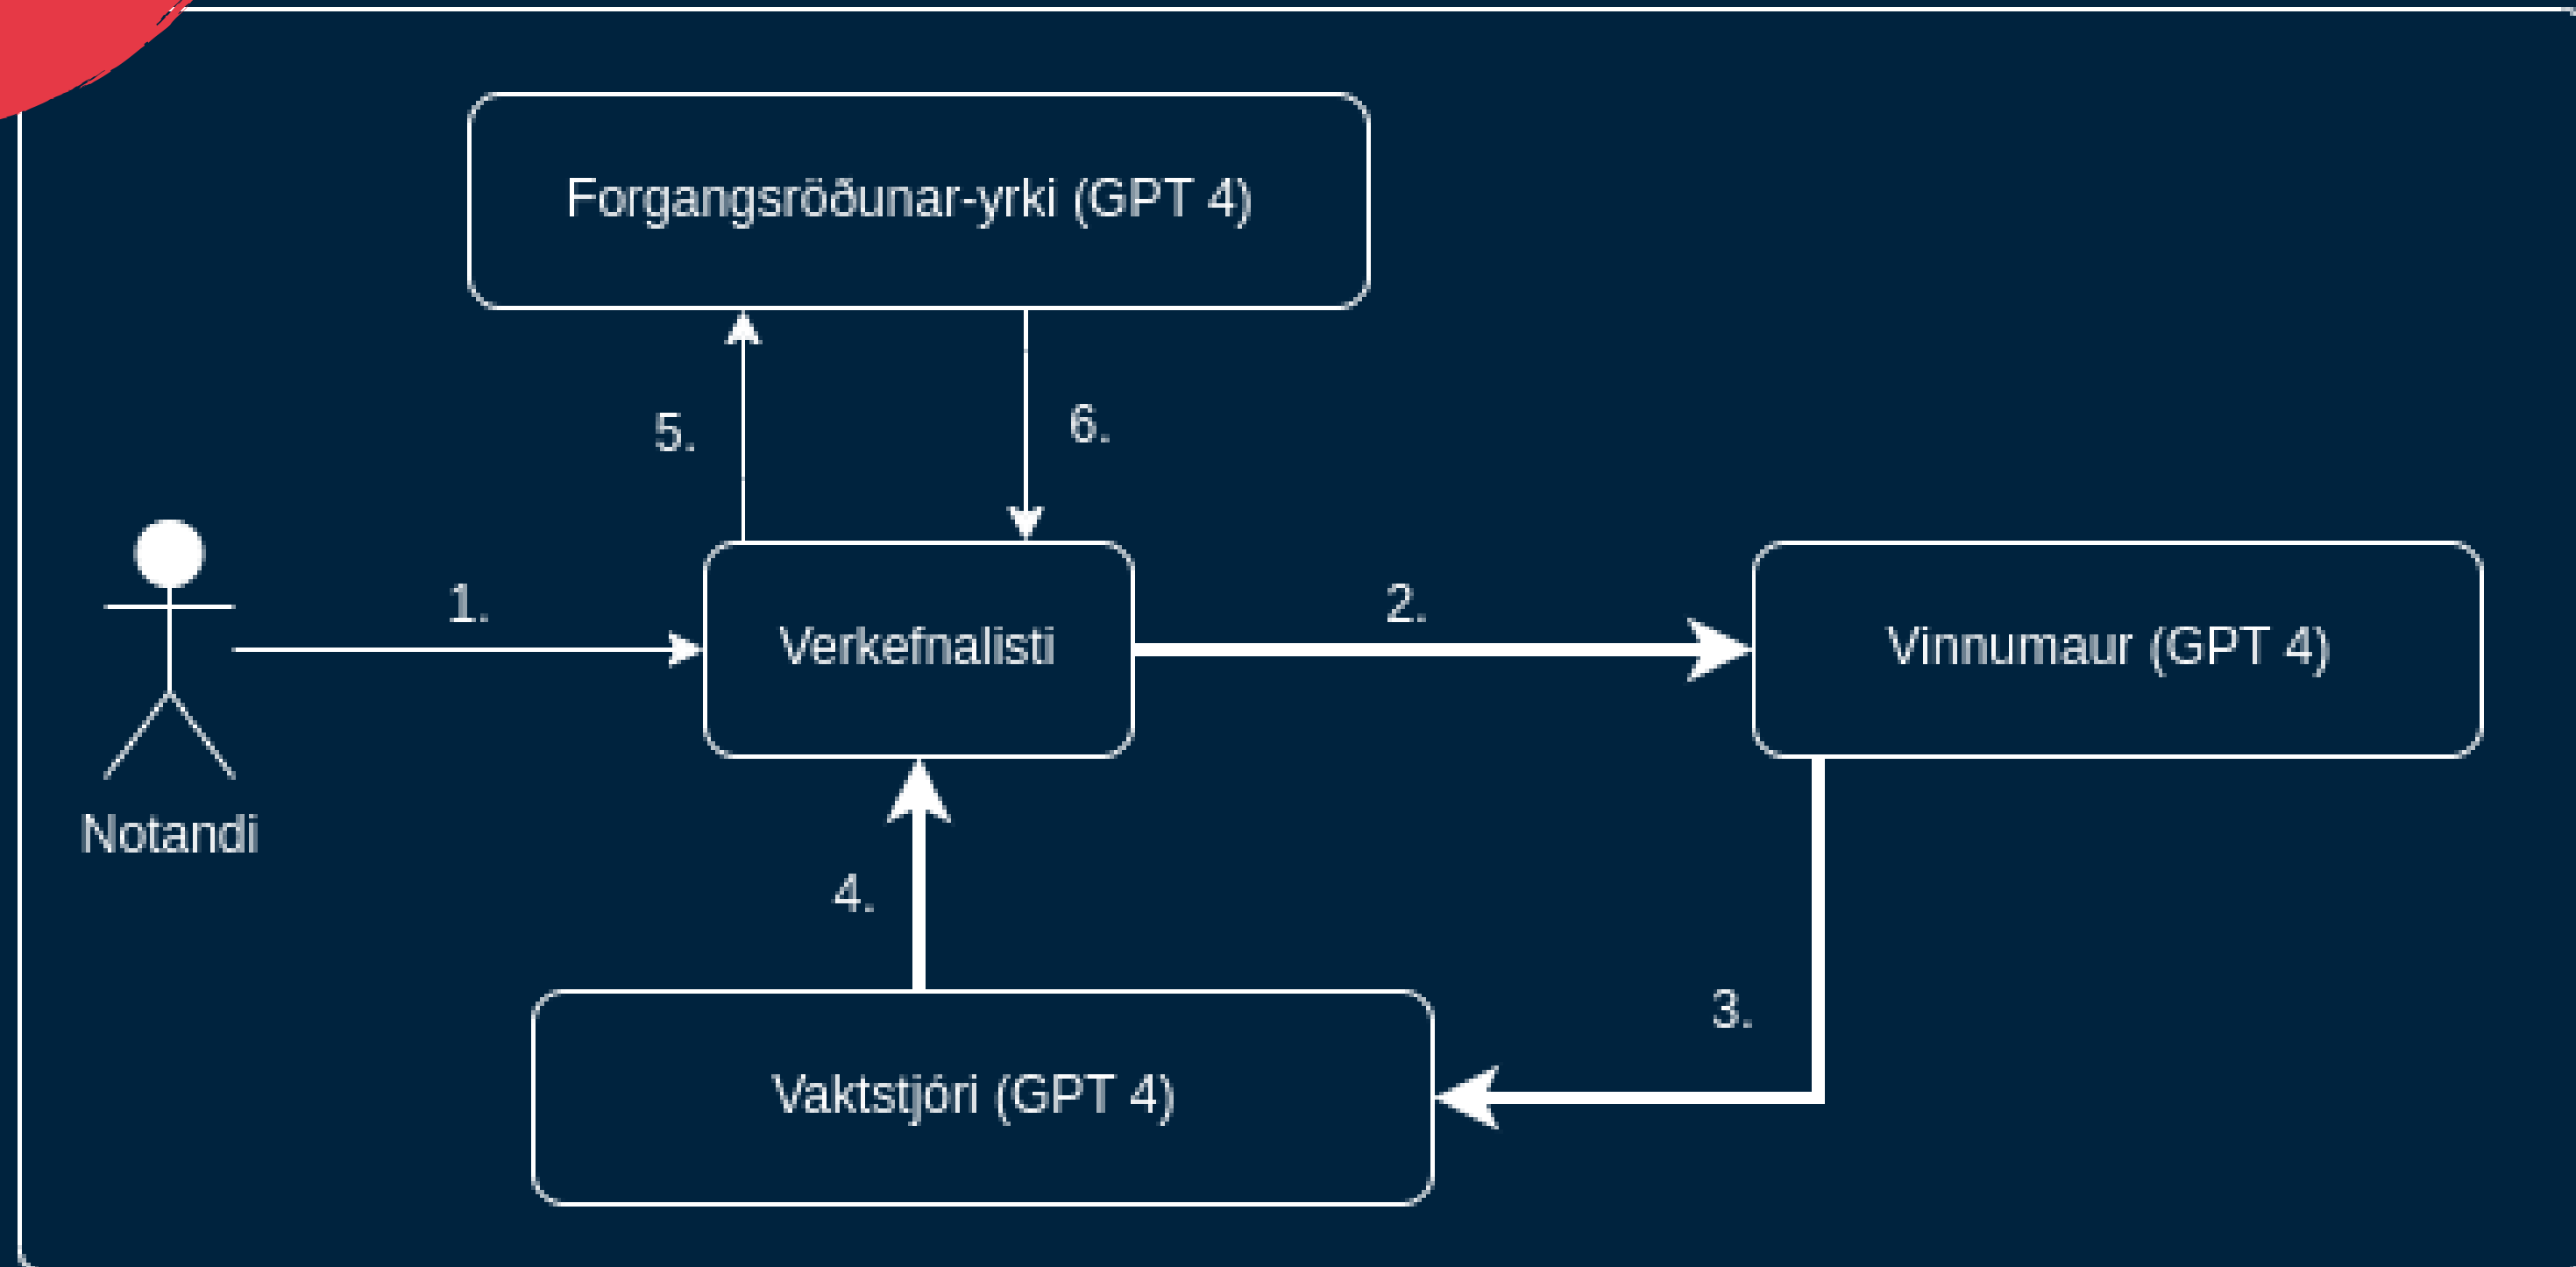 Forgangsröðunar-yrki (GPT 4)
5.
6.
1.
2.
Verkefnalisti
Vinnumaur (GPT 4)
Notandi
4.
3.
Vaktstjóri (GPT 4)